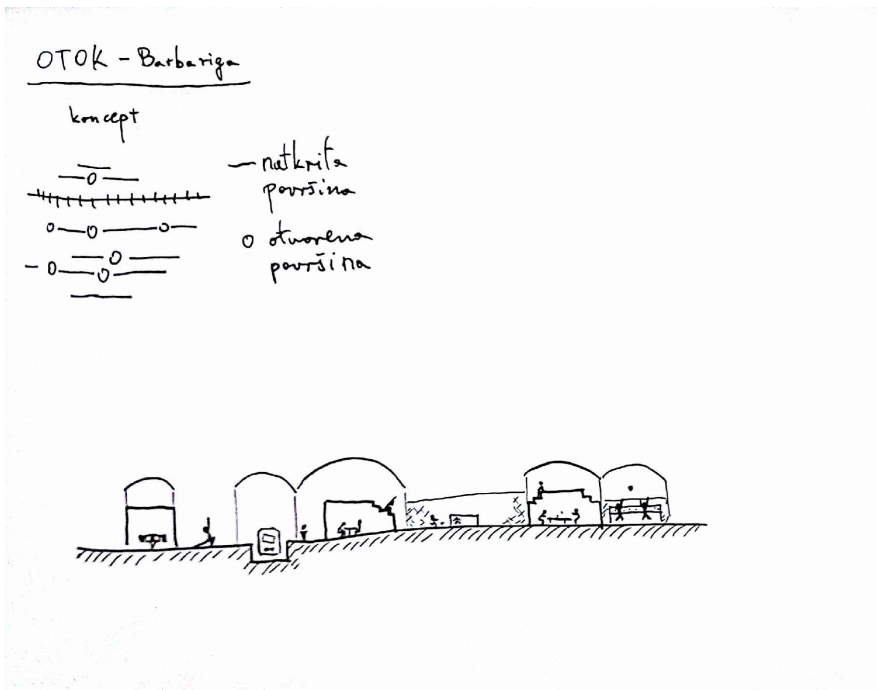 OTOK - Barbariga
koncept
— natkrita
površina
o otvorena
površina